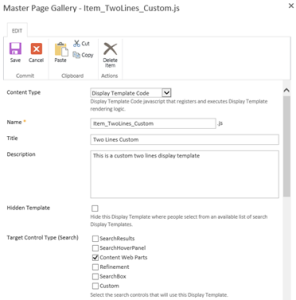 Master Page Gallery - Item_TwoLines_Custom.js
EDIT
Save
Cancel
Paste
Cut
Copy
Delete Item
Commit
Clipboard
Actions
Content Type
Display Template Code
Display Template Code Javascript that registers and executes Display Template rendering logic.
Name *
Item_TwoLines_Custom
.js
Title
Two Lines Custom
Description
This is a custom two lines display template
Hidden Template
Hide this Display Template where people select from an available list of search Display Templates.
Target Control Type (Search)
SearchResults
SearchHoverPanel
Content Web Parts
Refinement
SearchBox
Custom
Select the search controls that will use this Display Template.